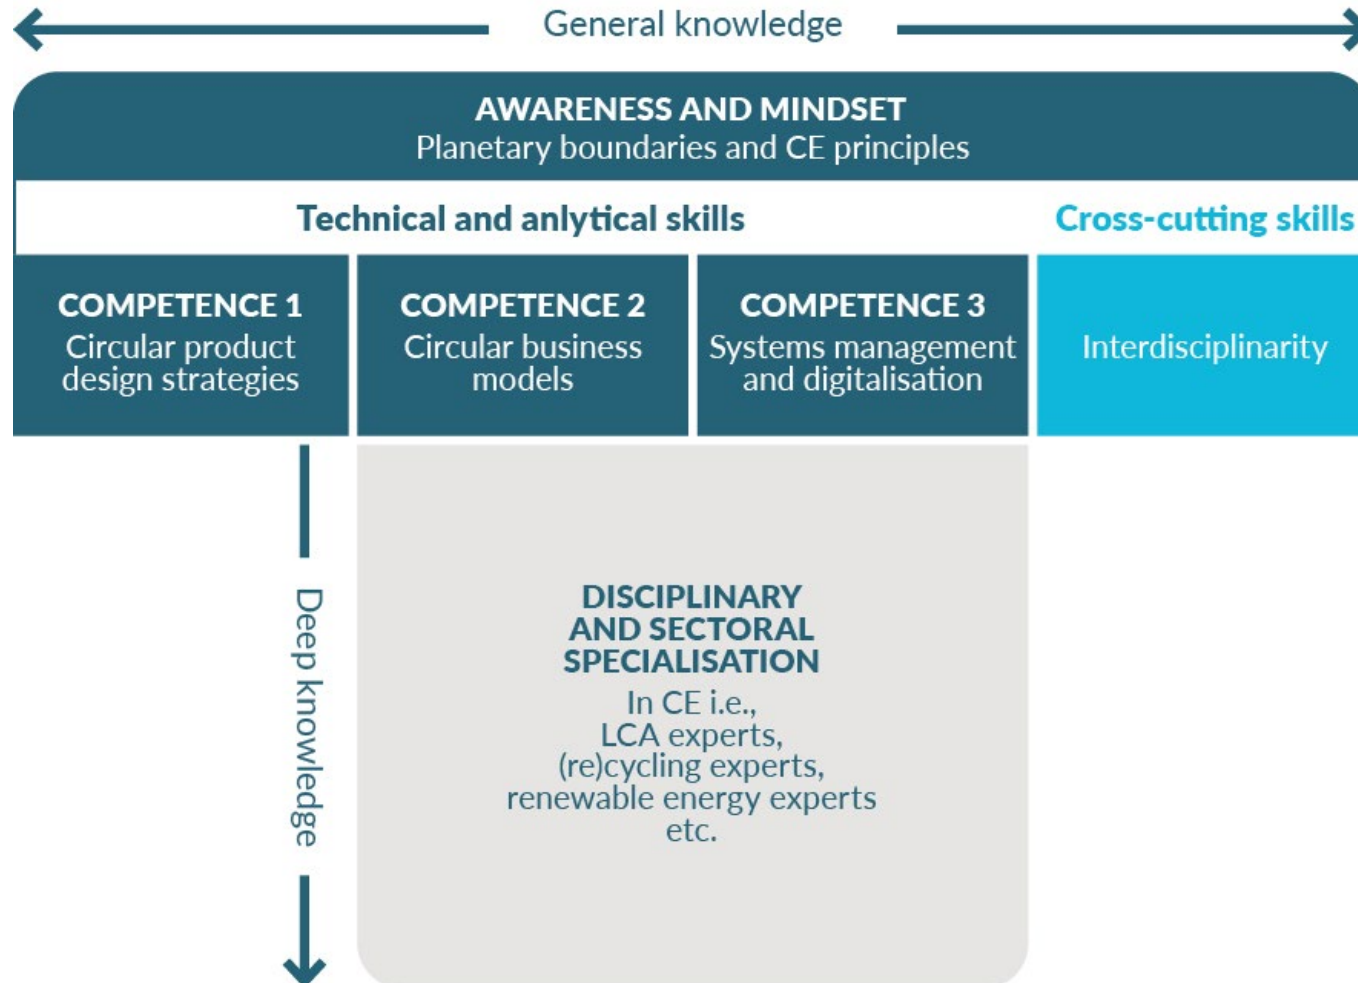 General knowledge
AWARENESS AND MINDSET
Planetary boundaries and CE principles
Technical and anlytical skills
Cross-cutting skills
COMPETENCE 1
Circular product
design strategies
COMPETENCE 2
Circular business
models
COMPETENCE 3
Systems management
and digitalisation
Interdisciplinarity
Deep knowledge
DISCIPLINARY
AND SECTORAL
SPECIALISATION
In CE i.e.,
LCA experts,
(re)cycling experts,
renewable energy experts
etc.